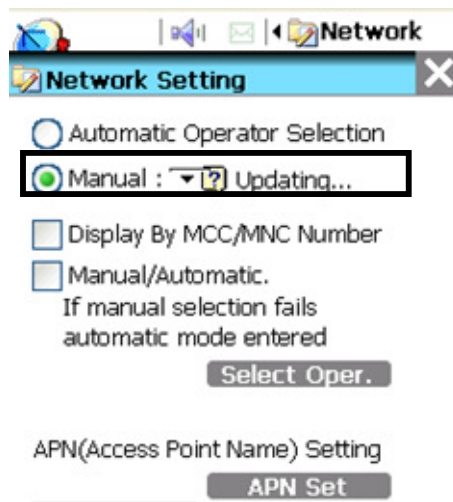 Network
Network Setting
Automatic Operator Selection
Manual : ? Updating...
Display By MCC/MNC Number
Manual/Automatic.
If manual selection fails
automatic mode entered
Select Oper.
APN(Access Point Name) Setting
APN Set